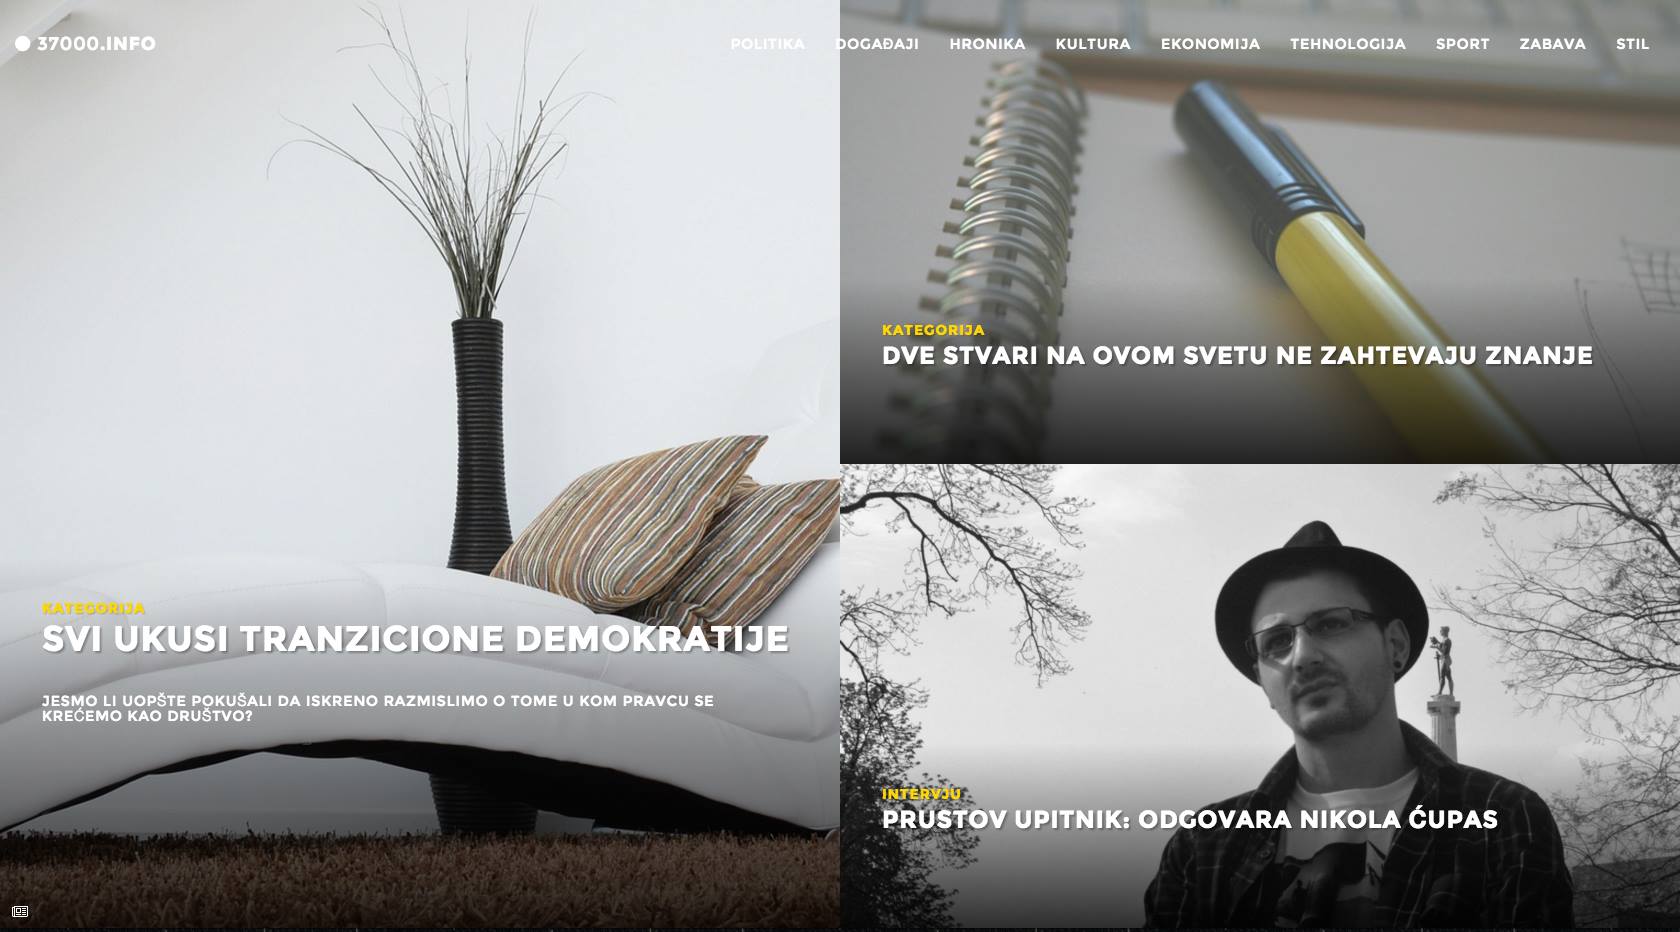 37000.INFO
POLITIKA DOGAĐAJI HRONIKA KULTURA EKONOMIJA TEHNOLOGIJA SPORT ZABAVA STIL
KATEGORIJA
SVI UKUSI TRANZICIONE DEMOKRATIJE
JESMO LI UOPŠTE POKUŠALI DA ISKRENO RAZMISLIMO O TOME U KOM PRAVCU SE
KREĆEMO KAO DRUŠTVO?
KATEGORIJA
DVE STVARI NA OVOM SVETU NE ZAHTEVAJU ZNANJE
INTERVJU
PRUSTOV UPITNIK: ODGOVARA NIKOLA ĆUPAS